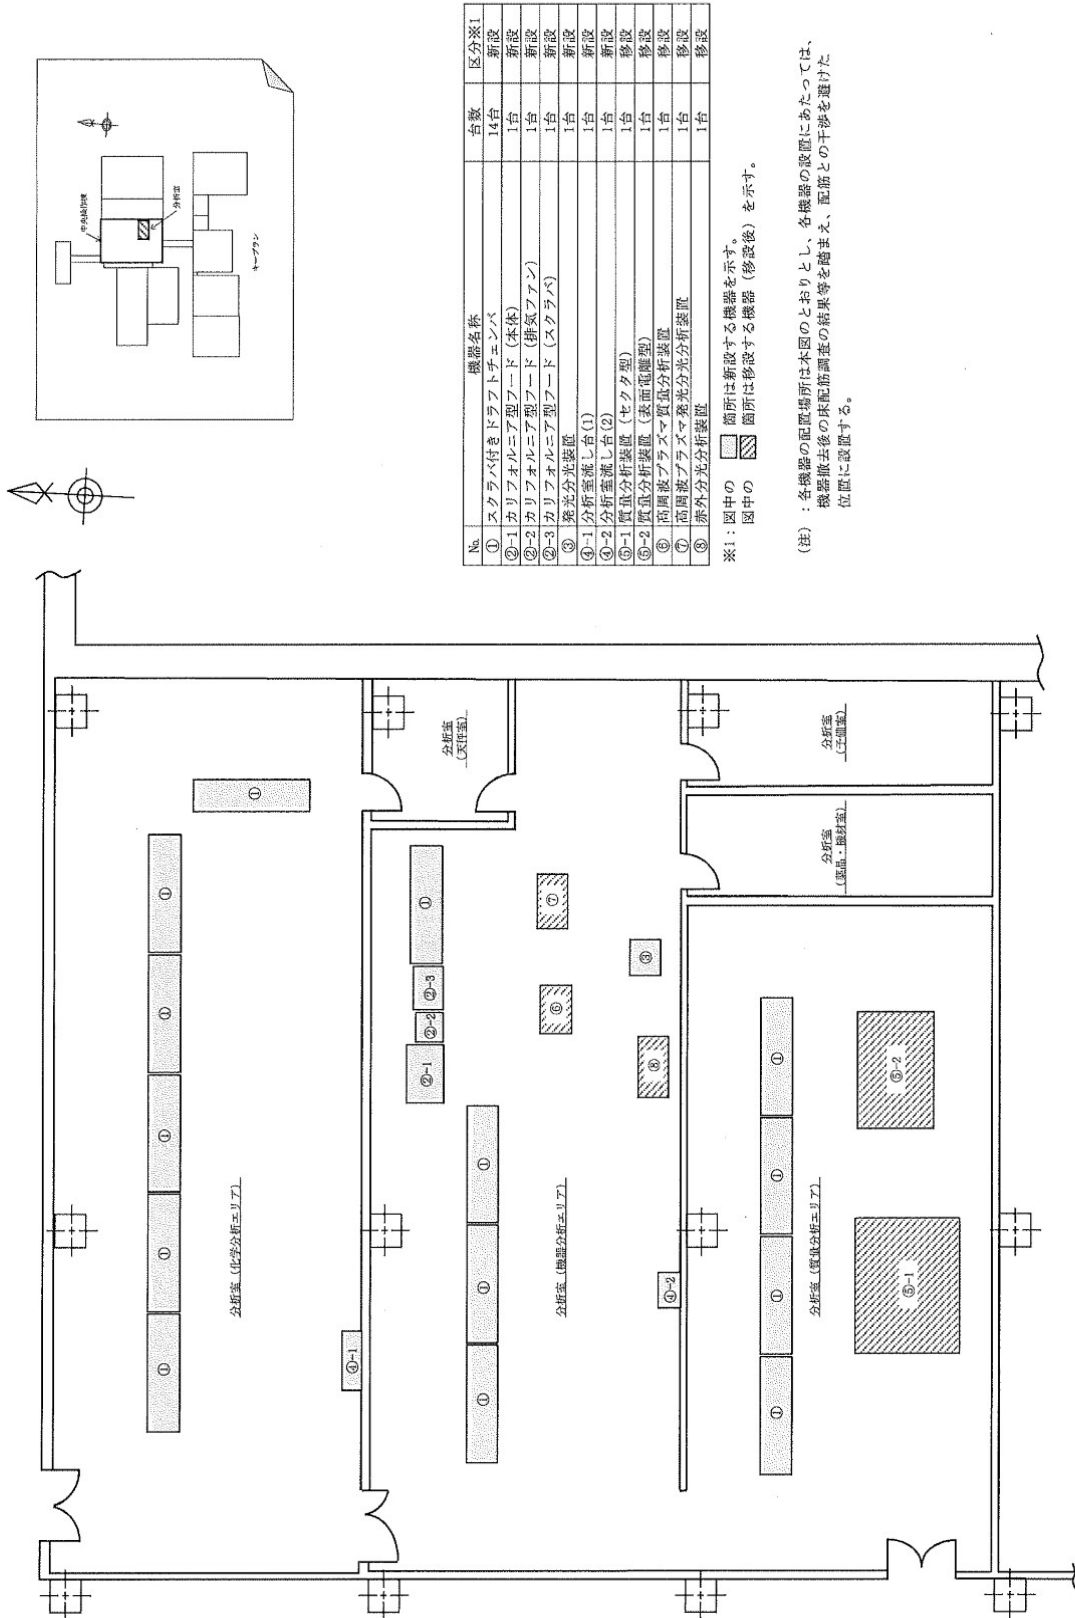 中央操作棟
分析室
キープラン
No. 機器名称 台数 区分※1
① スクラバ付きドラフトチェンバ 14台 新設
②-1 カリフォルニア型フード（本体） 1台 新設
②-2 カリフォルニア型フード（排気ファン） 1台 新設
②-3 カリフォルニア型フード（スクラバ） 1台 新設
③ 発光分光装置 1台 新設
④-1 分析室流し台(1) 1台 新設
④-2 分析室流し台(2) 1台 新設
⑤-1 質量分析装置（セクタ型） 1台 移設
⑤-2 質量分析装置（表面電離型） 1台 移設
⑥ 高周波プラズマ質量分析装置 1台 移設
⑦ 高周波プラズマ発光分光分析装置 1台 移設
⑧ 赤外分光分析装置 1台 移設
※1：図中の 箇所は新設する機器を示す。
図中の 箇所は移設する機器（移設後）を示す。
(注)：各機器の配置場所は本図のとおりとし、各機器の設置にあたっては、
機器撤去後の床配筋調査の結果等を踏まえ、配筋との干渉を避けた
位置に設置する。
①
①
①
①
①
①
分析室（化学分析エリア）
④-1
分析室
（天秤室）
①
②-3
②-2
②-1
①
①
①
⑦
⑥
③
⑧
分析室（機器分析エリア）
④-2
分析室
（予備室）
分析室
（薬品・機材室）
①
①
①
①
分析室（質量分析エリア）
⑤-2
⑤-1